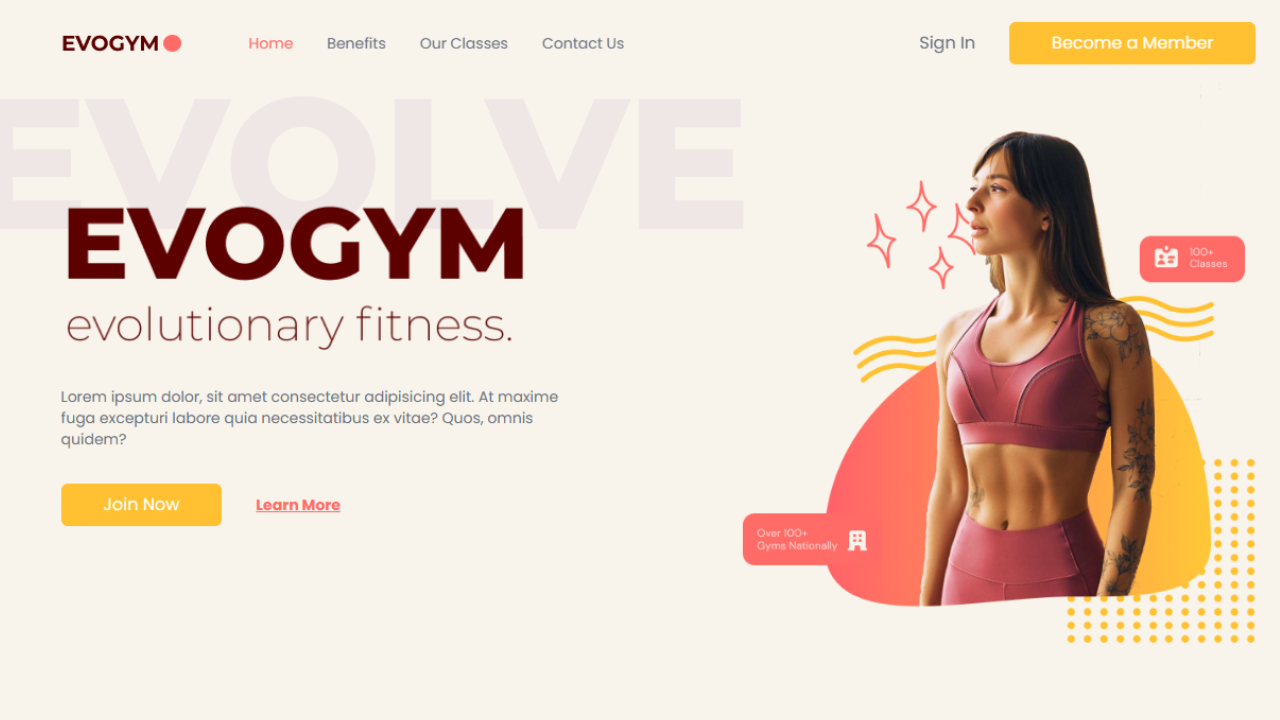 EVOGYM
Home Benefits Our Classes Contact Us
Sign In
Become a Member
EVOLVE
EVOGYM
evolutionary fitness.
Lorem ipsum dolor, sit amet consectetur adipisicing elit. At maxime
fuga excepturi labore quia necessitatibus ex vitae? Quos, omnis
quidem?
Join Now
Learn More
100+
Classes
Over 100+
Gyms Nationally